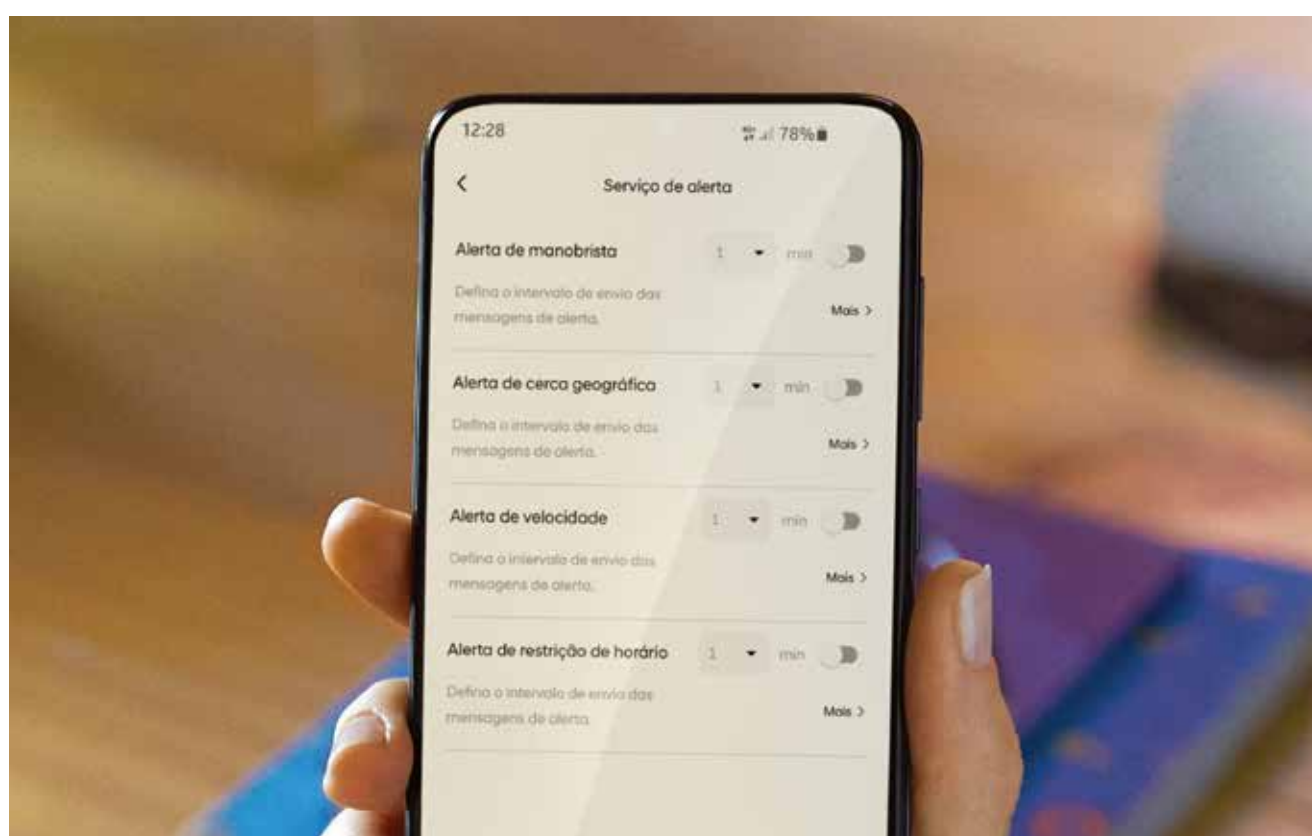 12:28 78%
Serviço de alerta
Alerta de manobrista 1 min
Defina o intervalo de envio das
mensagens de alerta.
Mais
Alerta de cerca geográfica 1 min
Defina o intervalo de envio das
mensagens de alerta.
Mais
Alerta de velocidade 1 min
Defina o intervalo de envio das
mensagens de alerta.
Mais
Alerta de restrição de horário 1 min
Defina o intervalo de envio das
mensagens de alerta.
Mais